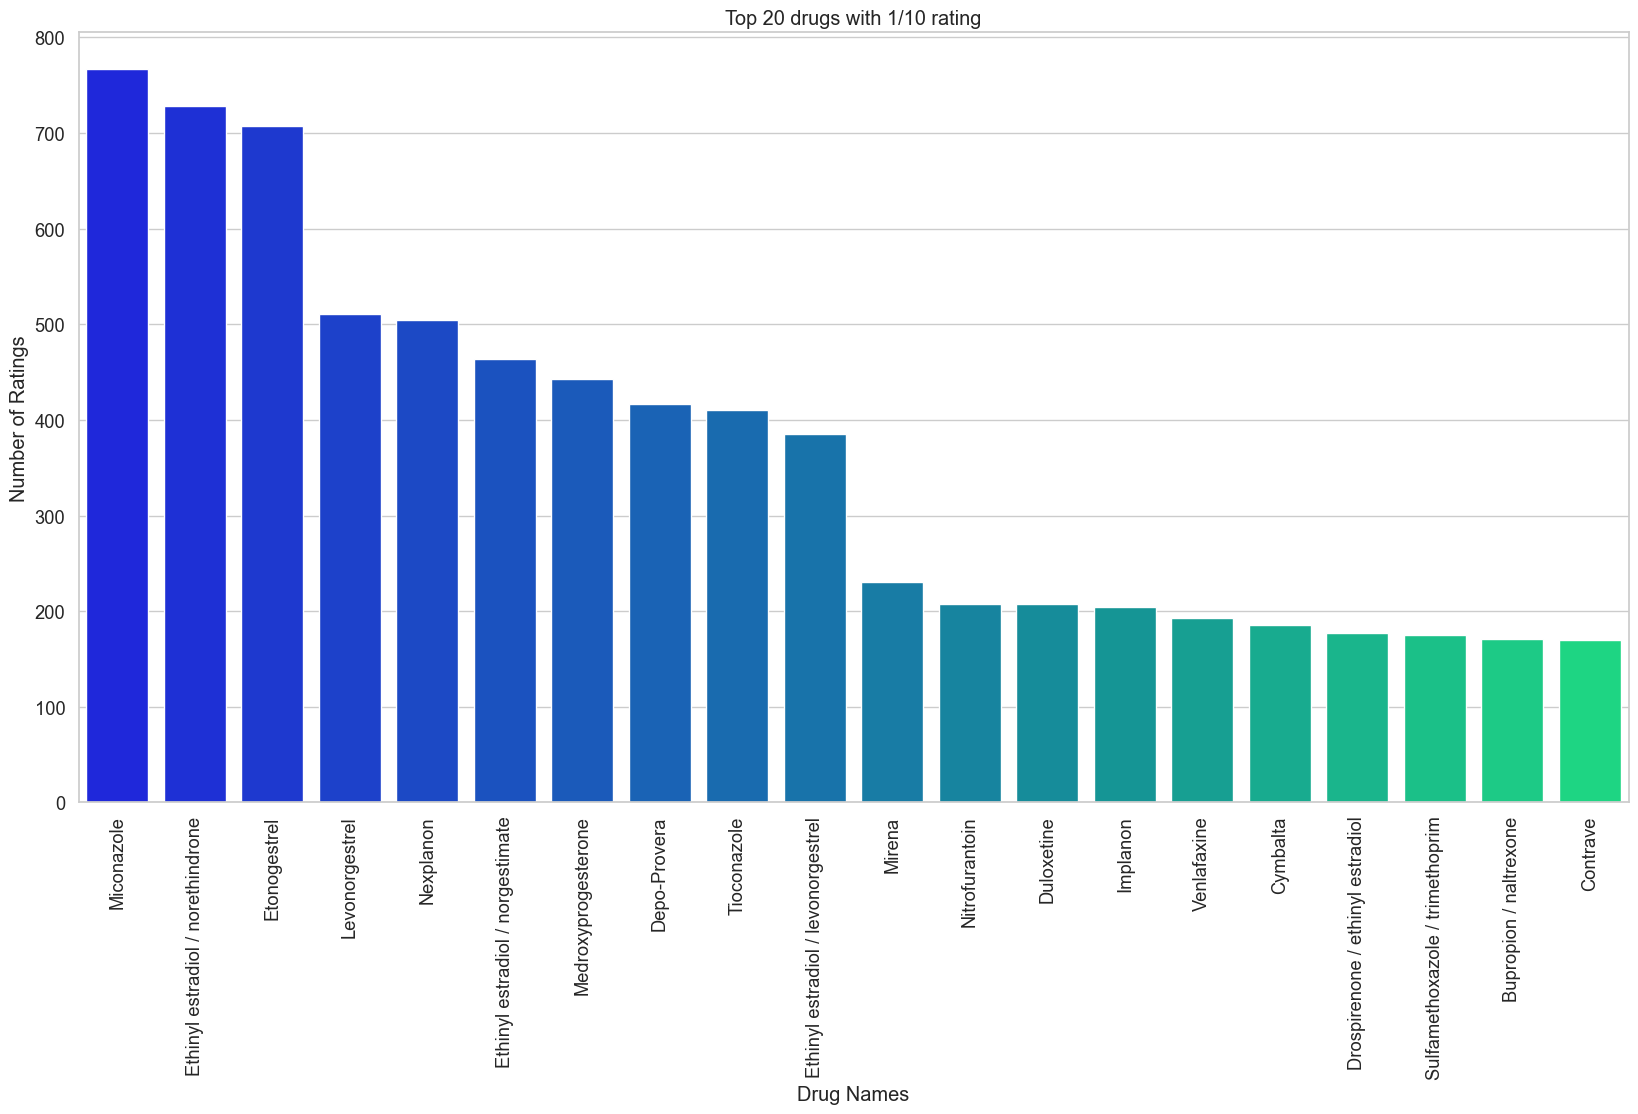 Top 20 drugs with 1/10 rating
Number of Ratings
800
700
600
500
400
300
200
100
0
Miconazole
Ethinyl estradiol / norethindrone
Etonogestrel
Levonorgestrel
Nexplanon
Ethinyl estradiol / norgestimate
Medroxyprogesterone
Depo-Provera
Tioconazole
Ethinyl estradiol / levonorgestrel
Mirena
Nitrofurantoin
Duloxetine
Implanon
Venlafaxine
Cymbalta
Drospirenone / ethinyl estradiol
Sulfamethoxazole / trimethoprim
Bupropion / naltrexone
Contrave
Drug Names